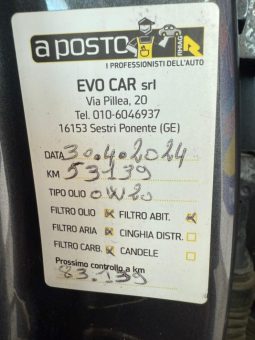 a posto
RHIAG
I PROFESSIONISTI DELL'AUTO
EVO CAR srl
Via Pillea, 20
Tel. 010-6046937
16153 Sestri Ponente (GE)
DATA 30.4.2024
KM 53139
TIPO OLIO 0W20
FILTRO OLIO FILTRO ABIT.
FILTRO ARIA CINGHIA DISTR.
FILTRO CARB. CANDELE
Prossimo controllo a km
83.139